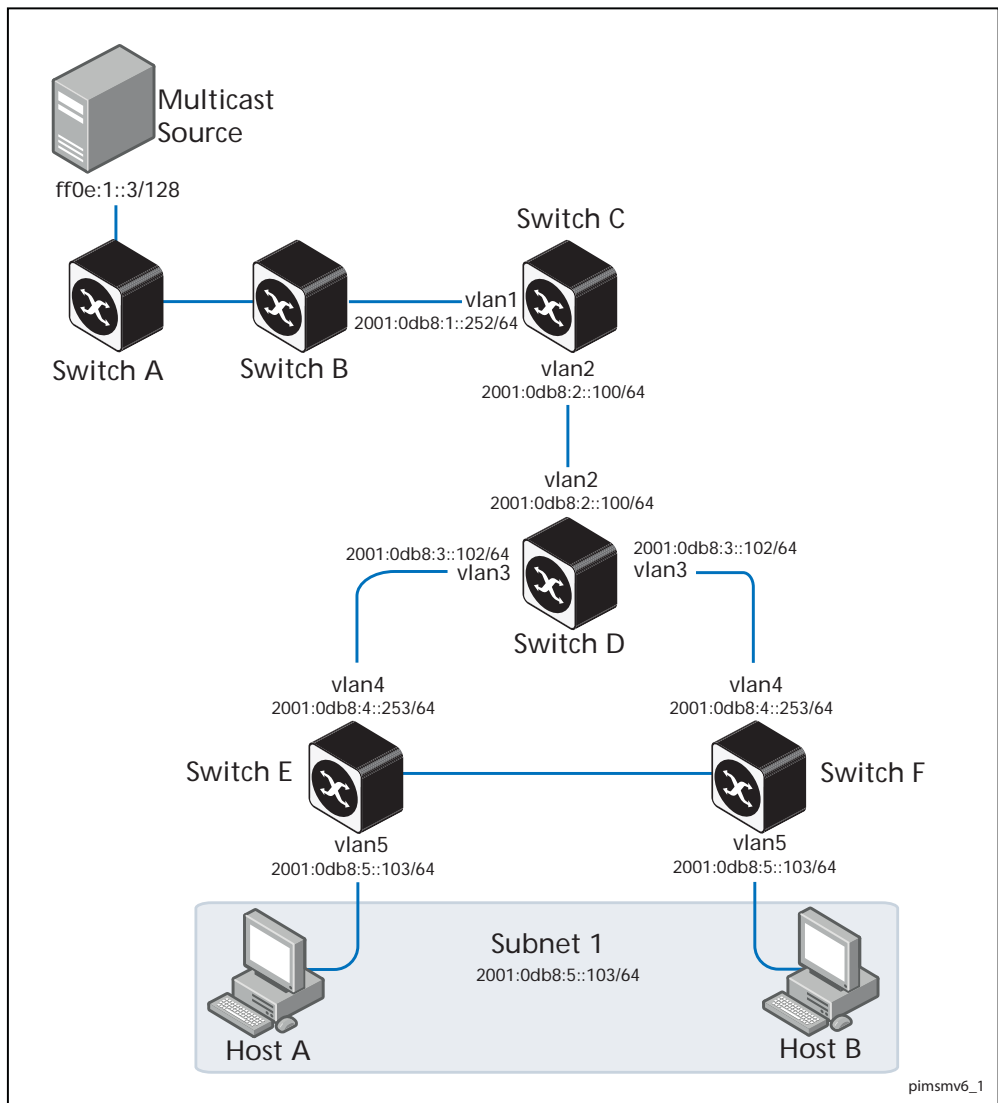 Multicast
Source
ff0e:1::3/128
Switch C
vlan1
2001:0db8:1::252/64
Switch A
Switch B
vlan2
2001:0db8:2::100/64
vlan2
2001:0db8:2::100/64
2001:0db8:3::102/64
vlan3
2001:0db8:3::102/64
vlan3
Switch D
vlan4
2001:0db8:4::253/64
vlan4
2001:0db8:4::253/64
Switch E
Switch F
vlan5
2001:0db8:5::103/64
vlan5
2001:0db8:5::103/64
Subnet 1
2001:0db8:5::103/64
Host A
Host B
pimsmv6_1